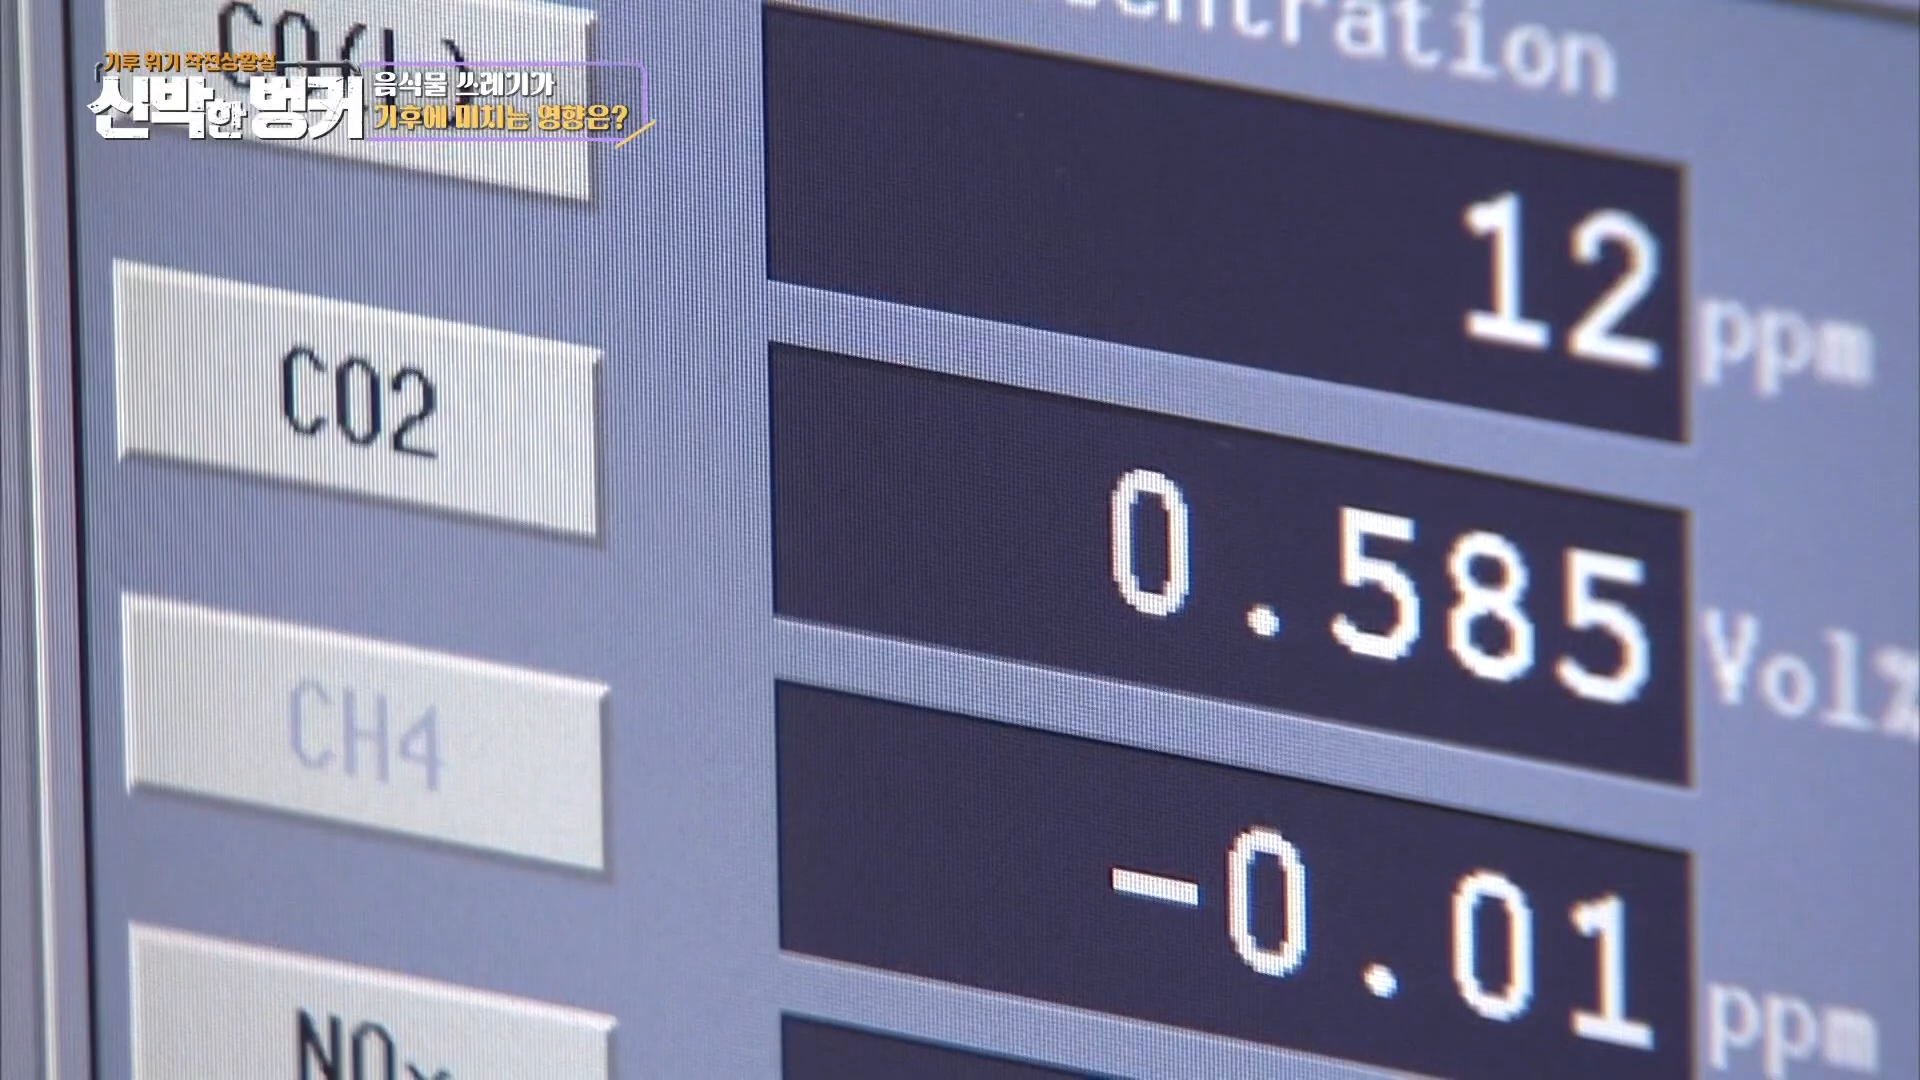 기후 위기 작전상황실
신박한 벙커
음식물 쓰레기가
기후에 미치는 영향은?
CO(L)
12 ppm
CO2
0.585 Vol%
CH4
-0.01 ppm
NOx